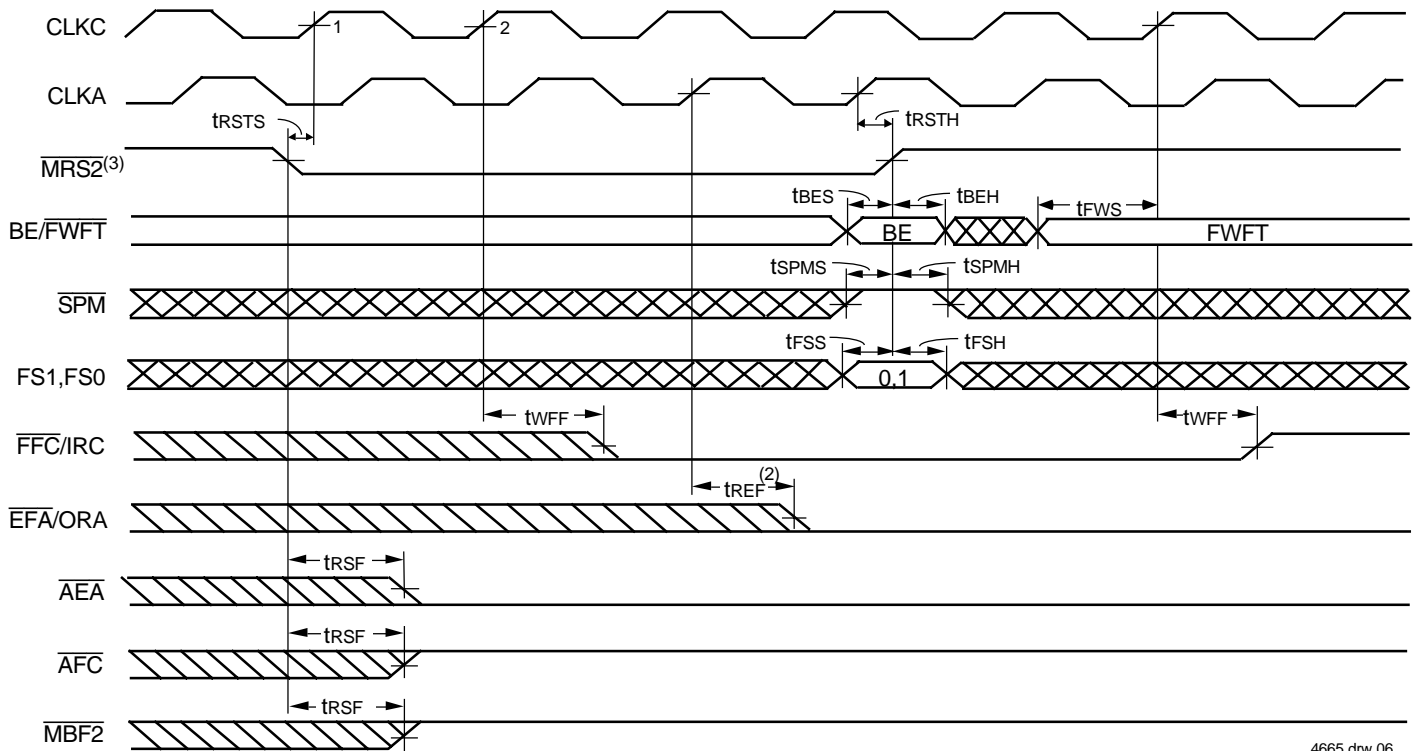 CLKC
1
2
CLKA
tRSTS
tRSTH
MRS2(3)
tBES
tBEH
tFWS
BE/FWFT
BE
FWFT
tSPMS
tSPMH
SPM
tFSS
tFSH
FS1,FS0
0,1
tWFF
tWFF
FFC/IRC
tREF(2)
EFA/ORA
tRSF
AEA
tRSF
AFC
tRSF
MBF2
4665 drw 06